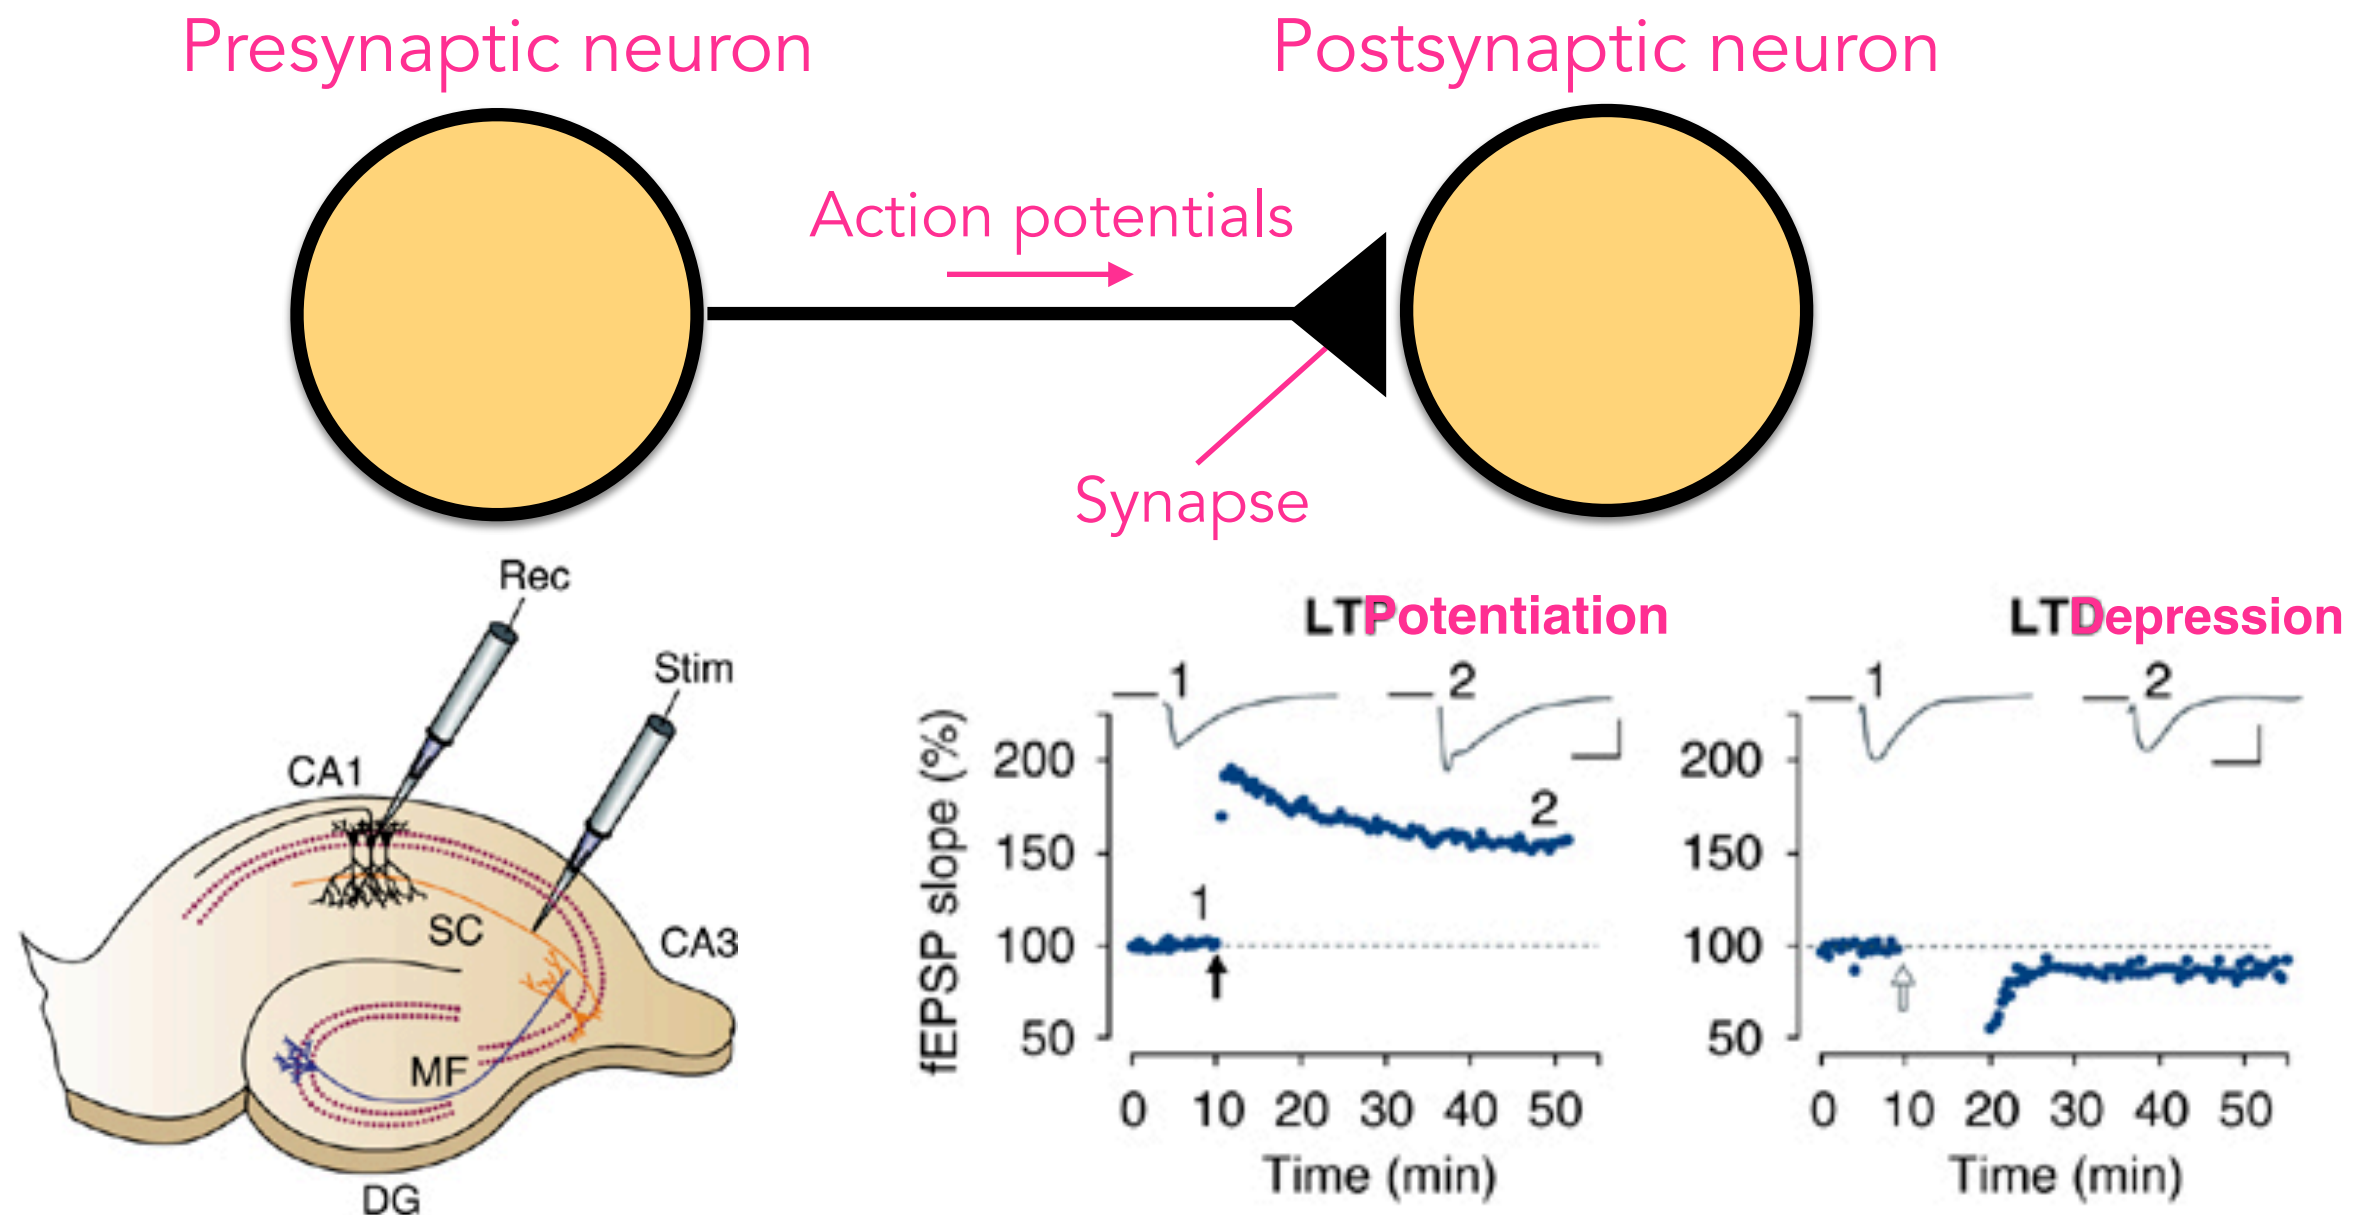 Presynaptic neuron
Postsynaptic neuron
Action potentials
Synapse
Rec
Stim
CA1
SC
CA3
MF
DG
LTPotentiation
1
2
fEPSP slope (%)
200
150
100
50
1
2
0 10 20 30 40 50
Time (min)
LTDepression
1
2
200
150
100
50
0 10 20 30 40 50
Time (min)